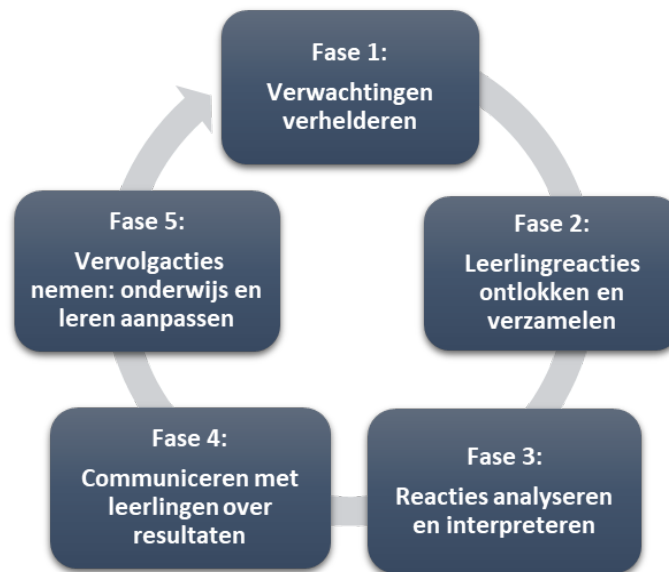 Fase 1:
Verwachtingen
verhelderen
Fase 2:
Leerlingreacties
ontlokken en
verzamelen
Fase 3:
Reacties analyseren
en interpreteren
Fase 4:
Communiceren met
leerlingen over
resultaten
Fase 5:
Vervolgacties
nemen: onderwijs en
leren aanpassen